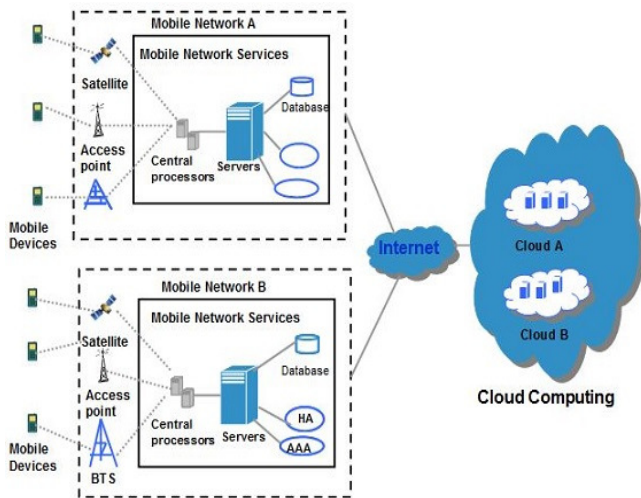 Mobile Network A
Mobile Network Services
Satellite
Database
Access
point
Central
processors
Servers
Mobile
Devices
Internet
Cloud A
Cloud B
Cloud Computing
Mobile Network B
Mobile Network Services
Satellite
Database
Access
point
Central
processors
Servers
HA
AAA
Mobile
Devices
BTS